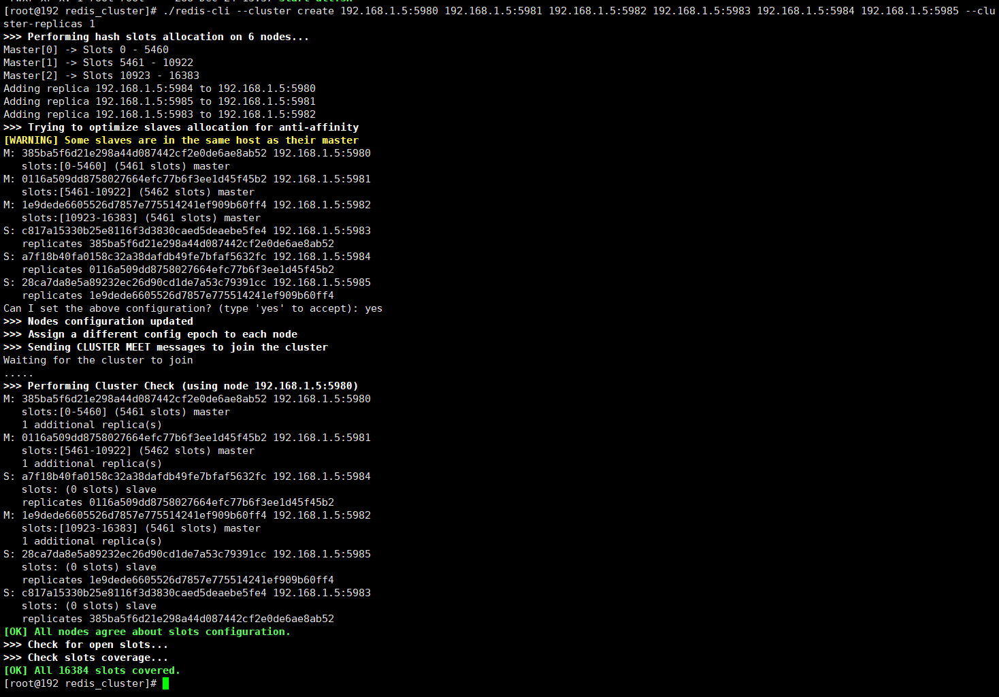 [root@192 redis_cluster]# ./redis-cli --cluster create 192.168.1.5:5980 192.168.1.5:5981 192.168.1.5:5982 192.168.1.5:5983 192.168.1.5:5984 192.168.1.5:5985 --clu
ster-replicas 1
>>> Performing hash slots allocation on 6 nodes...
Master[0] -> Slots 0 - 5460
Master[1] -> Slots 5461 - 10922
Master[2] -> Slots 10923 - 16383
Adding replica 192.168.1.5:5984 to 192.168.1.5:5980
Adding replica 192.168.1.5:5985 to 192.168.1.5:5981
Adding replica 192.168.1.5:5983 to 192.168.1.5:5982
>>> Trying to optimize slaves allocation for anti-affinity
[WARNING] Some slaves are in the same host as their master
M: 385ba5f6d21e298a44d087442cf2e0de6ae8ab52 192.168.1.5:5980
   slots:[0-5460] (5461 slots) master
M: 0116a509dd8758027664efc77b6f3ee1d45f45b2 192.168.1.5:5981
   slots:[5461-10922] (5462 slots) master
M: 1e9dede6605526d7857e775514241ef909b60ff4 192.168.1.5:5982
   slots:[10923-16383] (5461 slots) master
S: c817a15330b25e8116f3d3830caed5deaebe5fe4 192.168.1.5:5983
   replicates 385ba5f6d21e298a44d087442cf2e0de6ae8ab52
S: a7f18b40fa0158c32a38dafdb49fe7bfaf5632fc 192.168.1.5:5984
   replicates 0116a509dd8758027664efc77b6f3ee1d45f45b2
S: 28ca7da8e5a89232ec26d90cd1de7a53c79391cc 192.168.1.5:5985
   replicates 1e9dede6605526d7857e775514241ef909b60ff4
Can I set the above configuration? (type 'yes' to accept): yes
>>> Nodes configuration updated
>>> Assign a different config epoch to each node
>>> Sending CLUSTER MEET messages to join the cluster
Waiting for the cluster to join
.....
>>> Performing Cluster Check (using node 192.168.1.5:5980)
M: 385ba5f6d21e298a44d087442cf2e0de6ae8ab52 192.168.1.5:5980
   slots:[0-5460] (5461 slots) master
   1 additional replica(s)
M: 0116a509dd8758027664efc77b6f3ee1d45f45b2 192.168.1.5:5981
   slots:[5461-10922] (5462 slots) master
   1 additional replica(s)
S: a7f18b40fa0158c32a38dafdb49fe7bfaf5632fc 192.168.1.5:5984
   slots: (0 slots) slave
   replicates 0116a509dd8758027664efc77b6f3ee1d45f45b2
M: 1e9dede6605526d7857e775514241ef909b60ff4 192.168.1.5:5982
   slots:[10923-16383] (5461 slots) master
   1 additional replica(s)
S: 28ca7da8e5a89232ec26d90cd1de7a53c79391cc 192.168.1.5:5985
   slots: (0 slots) slave
   replicates 1e9dede6605526d7857e775514241ef909b60ff4
S: c817a15330b25e8116f3d3830caed5deaebe5fe4 192.168.1.5:5983
   slots: (0 slots) slave
   replicates 385ba5f6d21e298a44d087442cf2e0de6ae8ab52
[OK] All nodes agree about slots configuration.
>>> Check for open slots...
>>> Check slots coverage...
[OK] All 16384 slots covered.
[root@192 redis_cluster]#